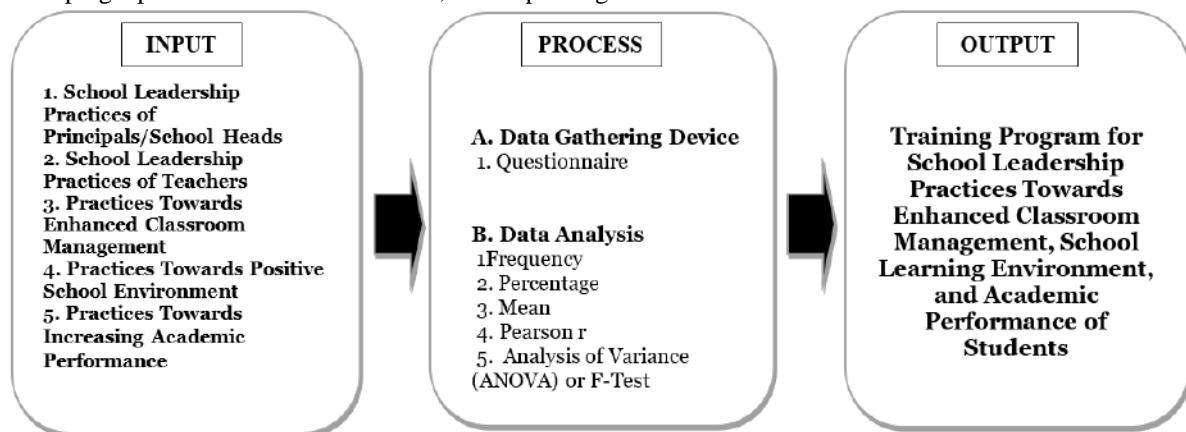 INPUT
1. School Leadership
Practices of
Principals/School Heads
2. School Leadership
Practices of Teachers
3. Practices Towards
Enhanced Classroom
Management
4. Practices Towards Positive
School Environment
5. Practices Towards
Increasing Academic
Performance
PROCESS
A. Data Gathering Device
1. Questionnaire
B. Data Analysis
1Frequency
2. Percentage
3. Mean
4. Pearson r
5. Analysis of Variance
(ANOVA) or F-Test
OUTPUT
Training Program for
School Leadership
Practices Towards
Enhanced Classroom
Management, School
Learning Environment,
and Academic
Performance of
Students